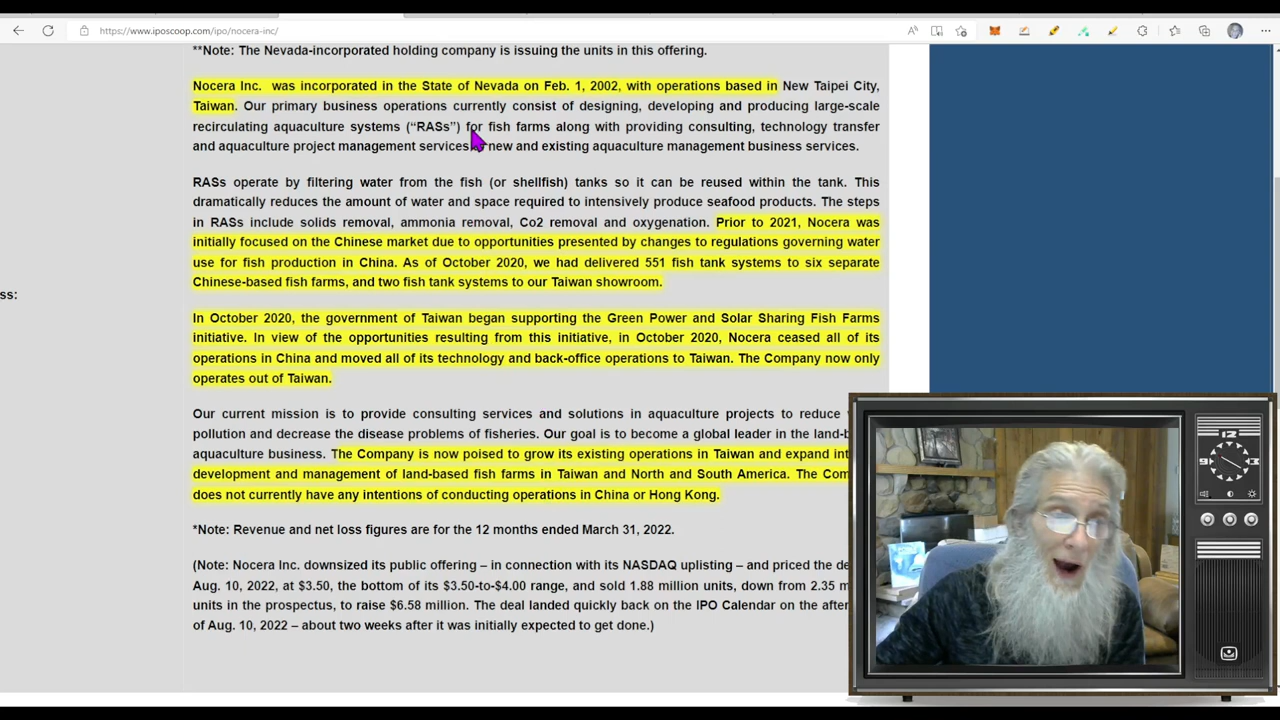 https://www.iposcoop.com/ipo/nocera-inc/
**Note: The Nevada-incorporated holding company is issuing the units in this offering.
Nocera Inc. was incorporated in the State of Nevada on Feb. 1, 2002, with operations based in New Taipei City,
Taiwan. Our primary business operations currently consist of designing, developing and producing large-scale
recirculating aquaculture systems (“RASs”) for fish farms along with providing consulting, technology transfer
and aquaculture project management services new and existing aquaculture management business services.
RASs operate by filtering water from the fish (or shellfish) tanks so it can be reused within the tank. This
dramatically reduces the amount of water and space required to intensively produce seafood products. The steps
in RASs include solids removal, ammonia removal, Co2 removal and oxygenation. Prior to 2021, Nocera was
initially focused on the Chinese market due to opportunities presented by changes to regulations governing water
use for fish production in China. As of October 2020, we had delivered 551 fish tank systems to six separate
Chinese-based fish farms, and two fish tank systems to our Taiwan showroom.
ss:
In October 2020, the government of Taiwan began supporting the Green Power and Solar Sharing Fish Farms
initiative. In view of the opportunities resulting from this initiative, in October 2020, Nocera ceased all of its
operations in China and moved all of its technology and back-office operations to Taiwan. The Company now only
operates out of Taiwan.
Our current mission is to provide consulting services and solutions in aquaculture projects to reduce
pollution and decrease the disease problems of fisheries. Our goal is to become a global leader in the land-
aquaculture business. The Company is now poised to grow its existing operations in Taiwan and expand
development and management of land-based fish farms in Taiwan and North and South America. The
does not currently have any intentions of conducting operations in China or Hong Kong.
*Note: Revenue and net loss figures are for the 12 months ended March 31, 2022.
(Note: Nocera Inc. downsized its public offering – in connection with its NASDAQ uplisting – and priced the
Aug. 10, 2022, at $3.50, the bottom of its $3.50-to-$4.00 range, and sold 1.88 million units, down from 2.35
units in the prospectus, to raise $6.58 million. The deal landed quickly back on the IPO Calendar on the
of Aug. 10, 2022 – about two weeks after it was initially expected to get done.)
12
9
3